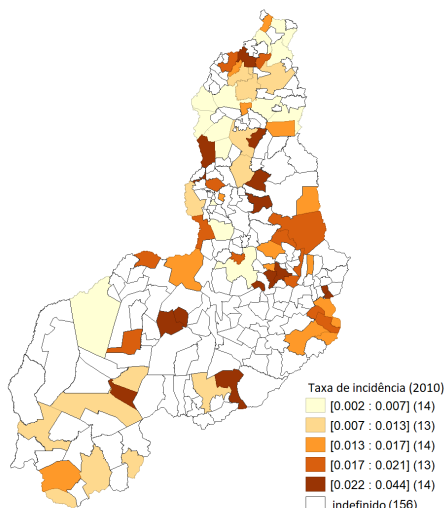 Taxa de incidência (2010)
[0.002 : 0.007] (14)
[0.007 : 0.013] (13)
[0.013 : 0.017] (14)
[0.017 : 0.021] (13)
[0.022 : 0.044] (14)
indefinido (156)